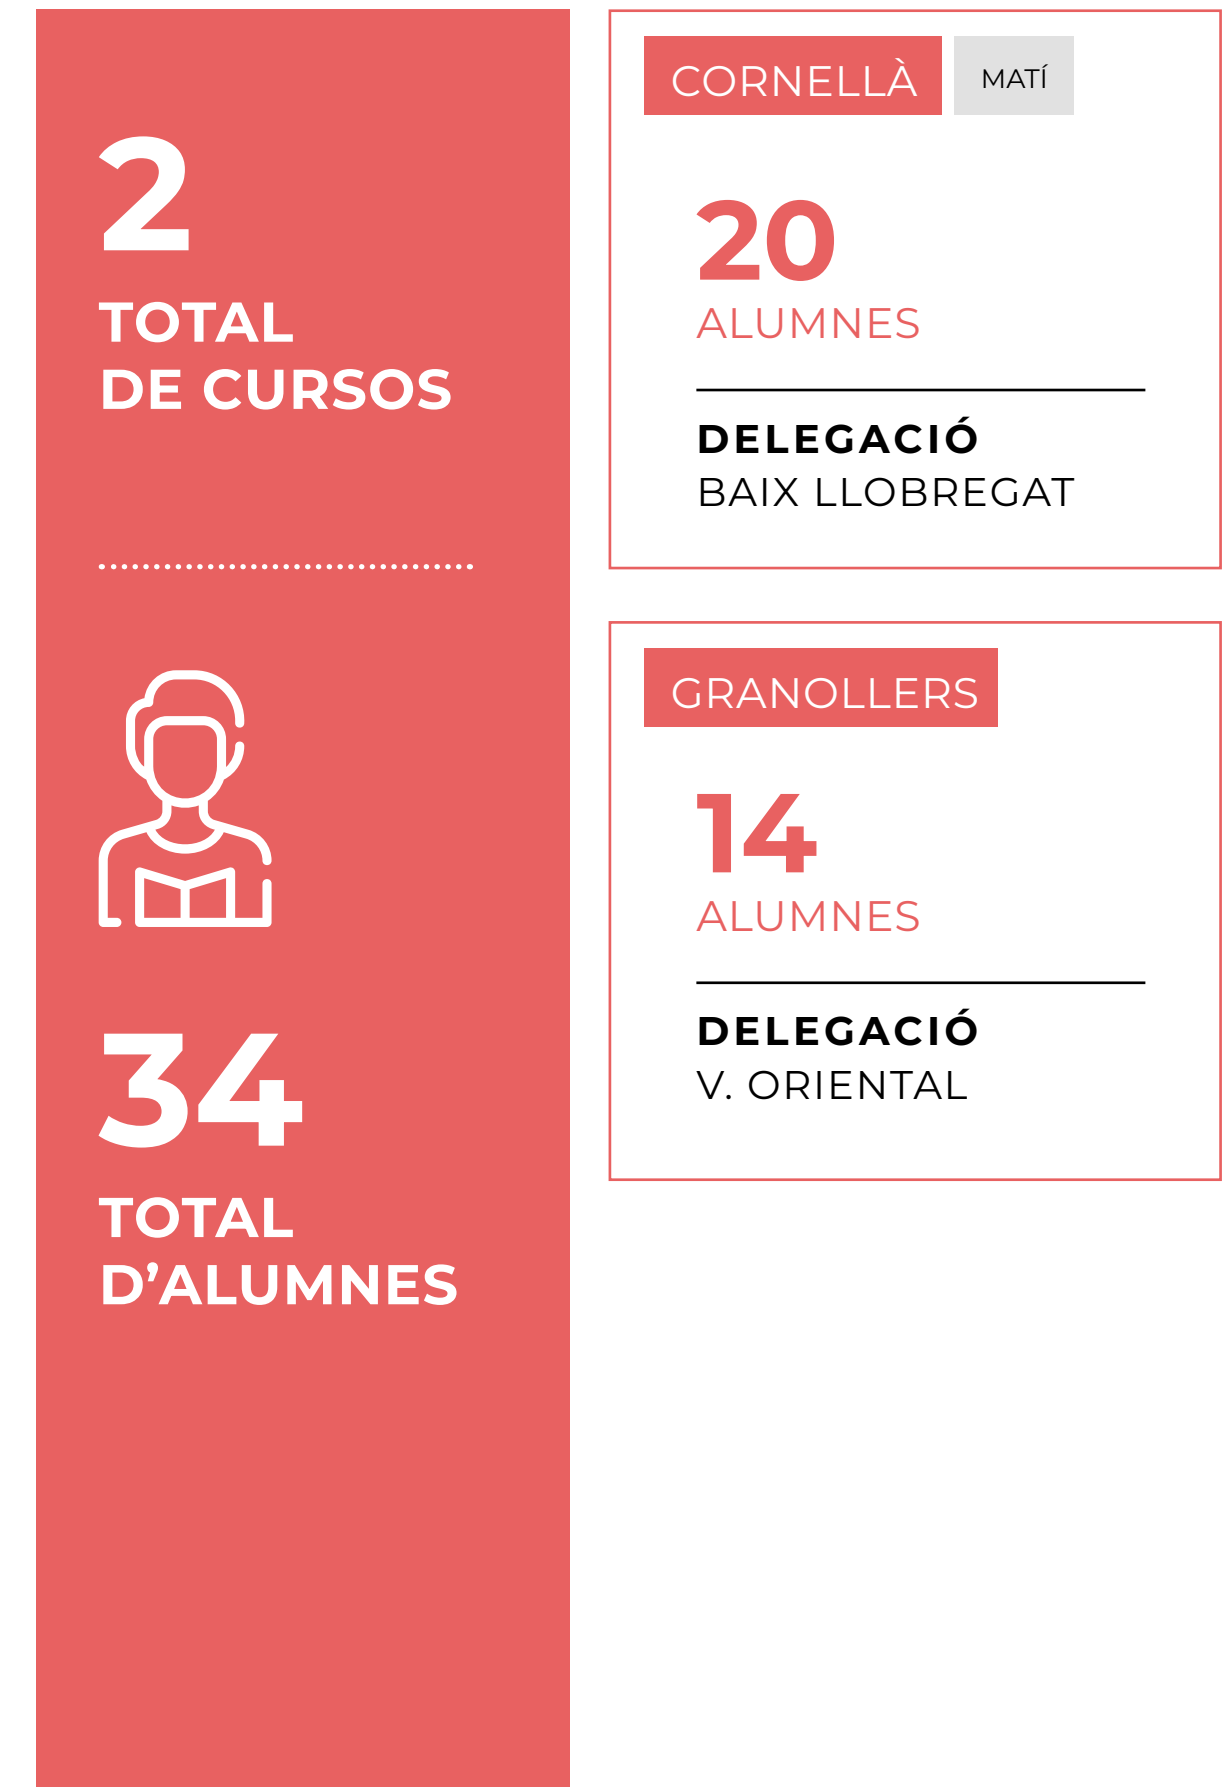 2
TOTAL
DE CURSOS
34
TOTAL
D’ALUMNES
CORNELLÀ
MATÍ
20
ALUMNES
DELEGACIÓ
BAIX LLOBREGAT
GRANOLLERS
14
ALUMNES
DELEGACIÓ
V. ORIENTAL